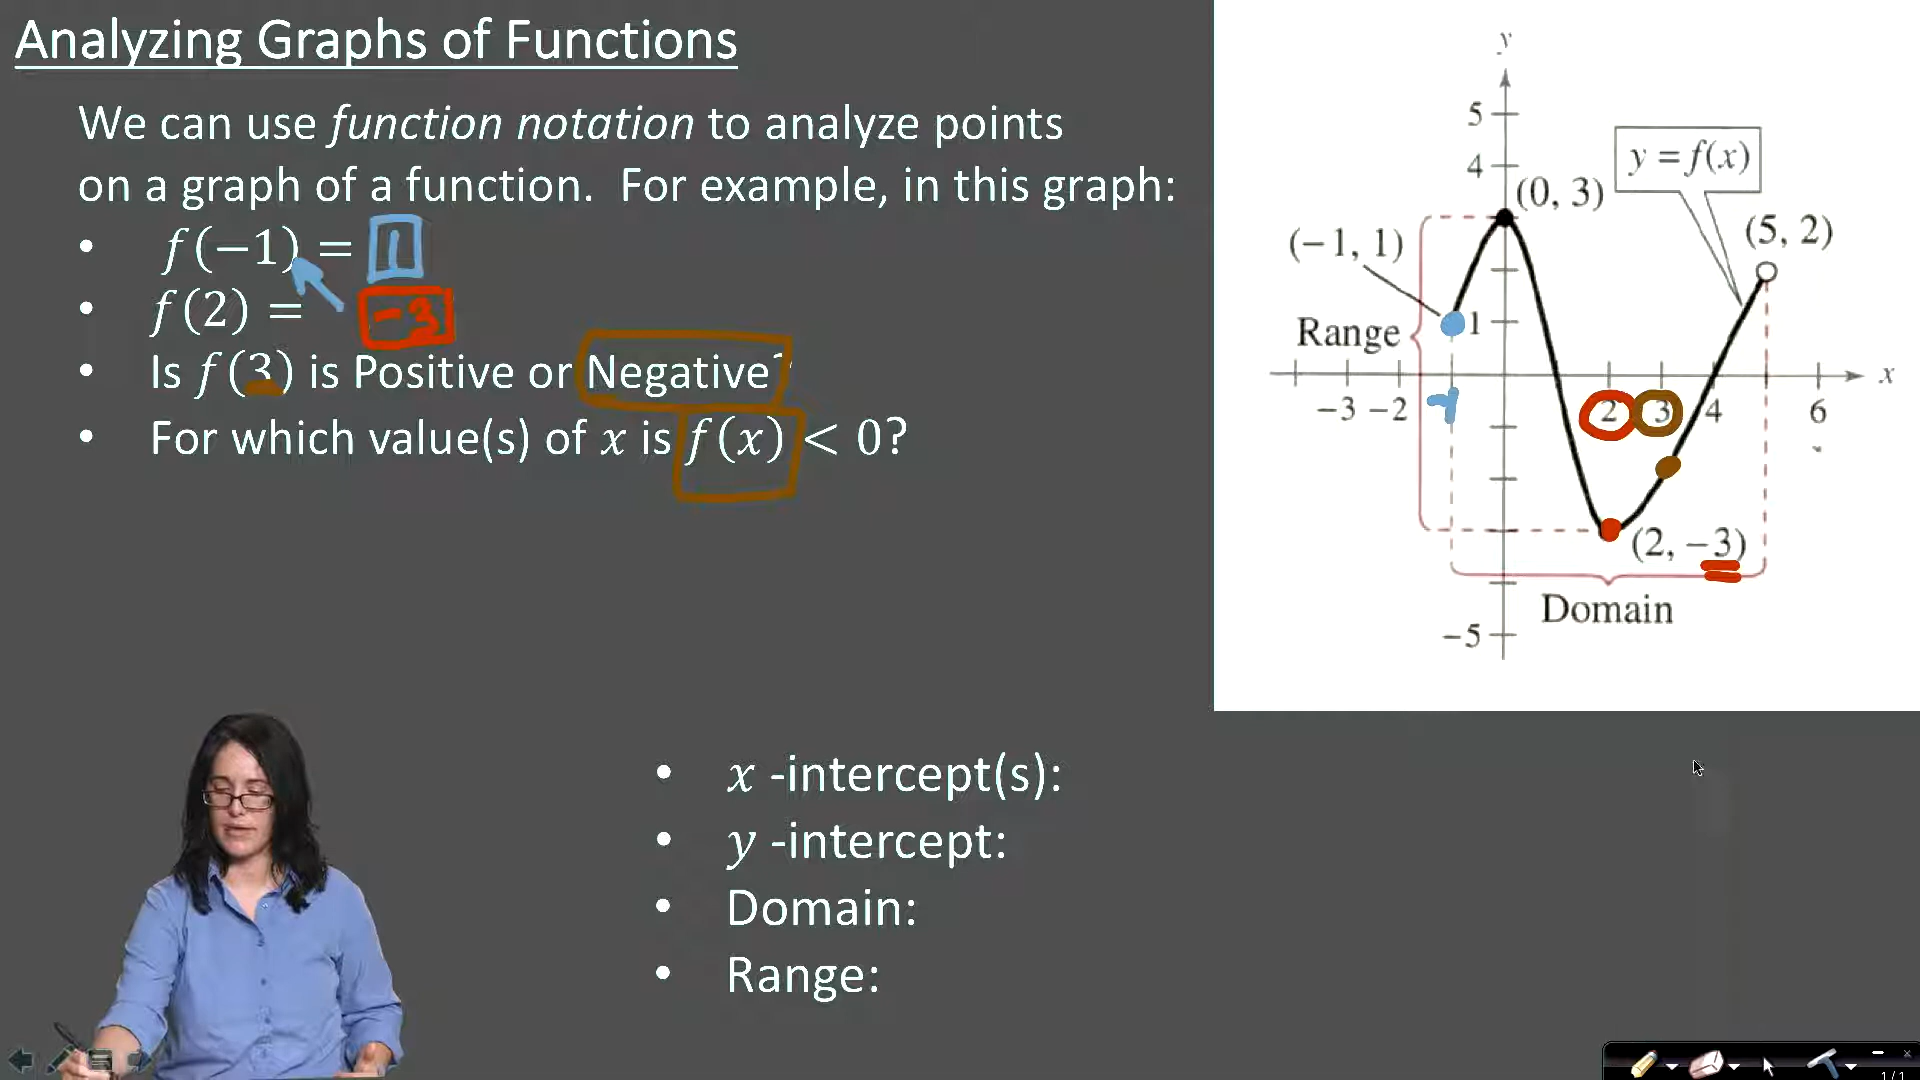 Analyzing Graphs of Functions
We can use function notation to analyze points
on a graph of a function. For example, in this graph:
• f(−1) = 1
• f(2) = −3
• Is f(3) is Positive or Negative?
• For which value(s) of x is f(x) < 0?
• x -intercept(s):
• y -intercept:
• Domain:
• Range:
y
5
4
y = f(x)
(0, 3)
(−1, 1)
(5, 2)
1
Range
x
−3 −2 −1 2 3 4 6
(2, −3)
Domain
−5
1/1